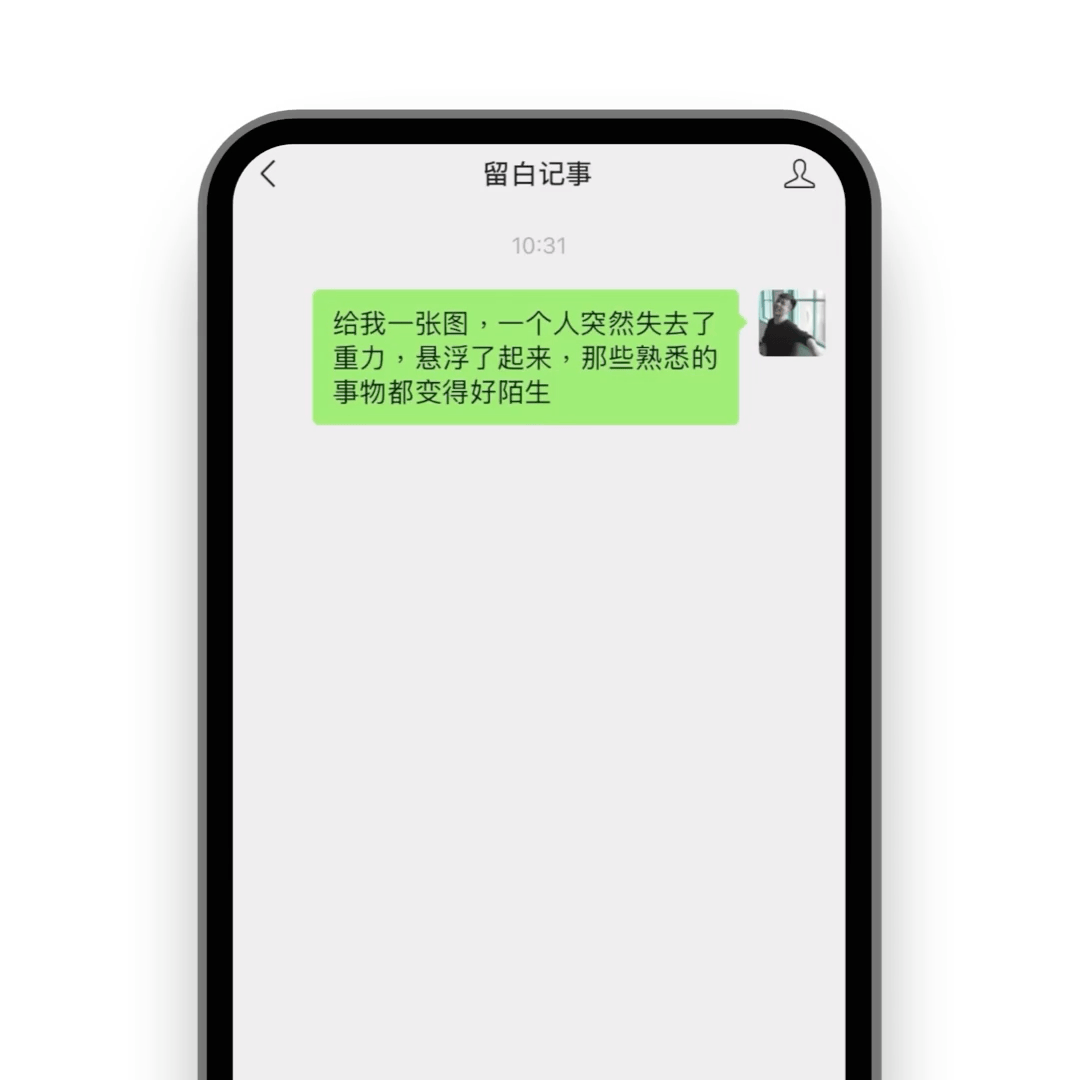 留白记事
10:31
给我一张图，一个人突然失去了
重力，悬浮了起来，那些熟悉的
事物都变得好陌生